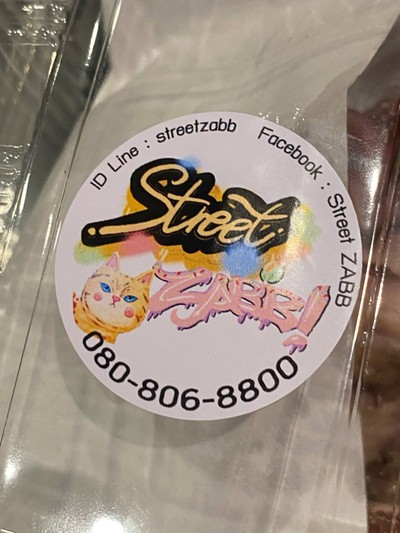 ID Line : streetzabb
Facebook : Street ZABB
Street
ZABB!
080-806-8800